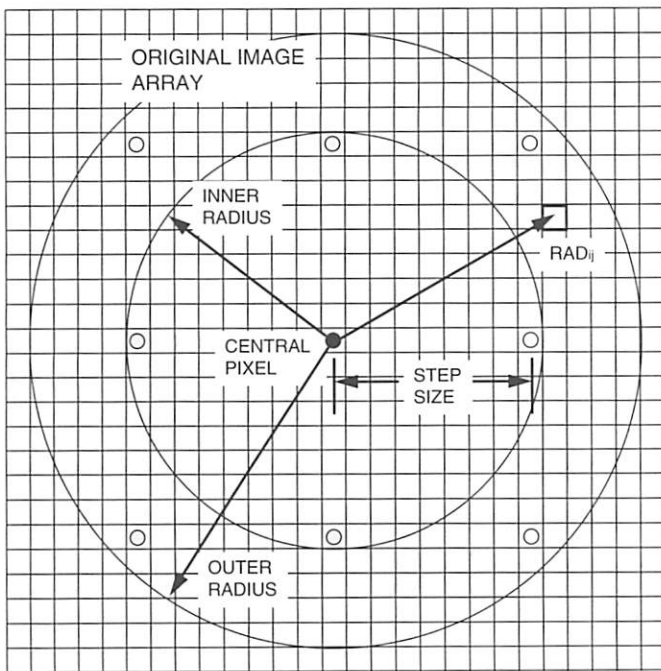 ORIGINAL IMAGE
ARRAY
INNER
RADIUS
RADij
CENTRAL
PIXEL
STEP
SIZE
OUTER
RADIUS